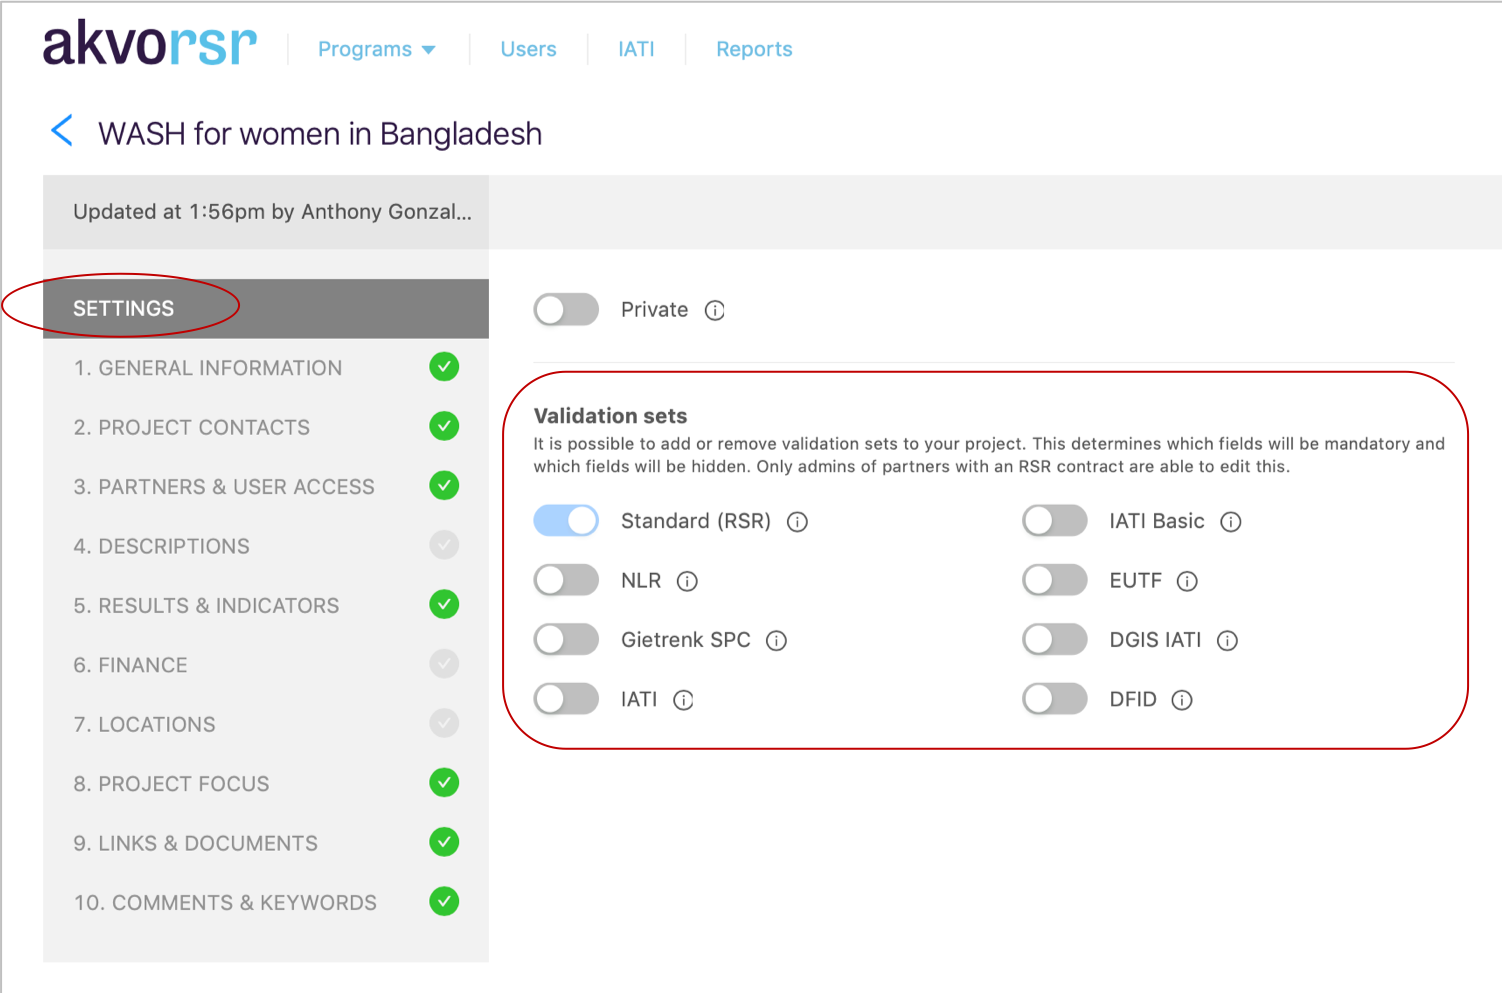 akvorsr
Programs
Users
IATI
Reports
WASH for women in Bangladesh
Updated at 1:56pm by Anthony Gonzal...
SETTINGS
1. GENERAL INFORMATION
2. PROJECT CONTACTS
3. PARTNERS & USER ACCESS
4. DESCRIPTIONS
5. RESULTS & INDICATORS
6. FINANCE
7. LOCATIONS
8. PROJECT FOCUS
9. LINKS & DOCUMENTS
10. COMMENTS & KEYWORDS
Private
Validation sets
It is possible to add or remove validation sets to your project. This determines which fields will be mandatory and
which fields will be hidden. Only admins of partners with an RSR contract are able to edit this.
Standard (RSR)
IATI Basic
NLR
EUTF
Gietrenk SPC
DGIS IATI
IATI
DFID